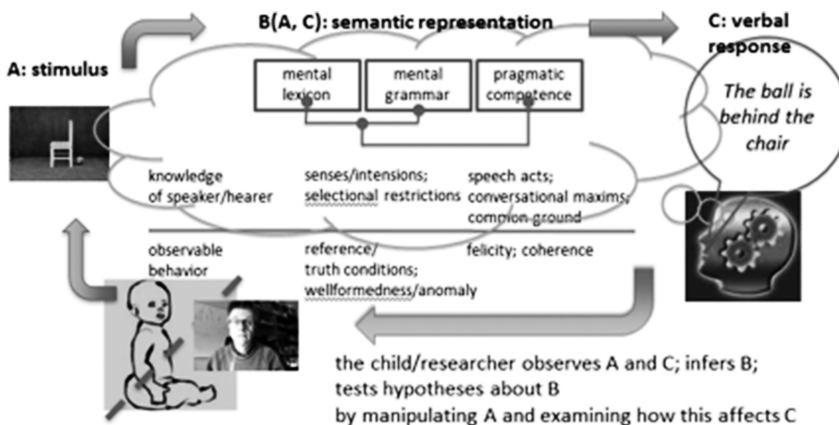 B(A, C): semantic representation
C: verbal
response
A: stimulus
mental
lexicon
mental
grammar
pragmatic
competence
The ball is
behind the
chair
knowledge
of speaker/hearer
senses/intensions;
selectional restrictions
speech acts;
conversational maxims;
common ground
observable
behavior
reference/
truth conditions;
wellformedness/anomaly
felicity; coherence
the child/researcher observes A and C; infers B;
tests hypotheses about B
by manipulating A and examining how this affects C